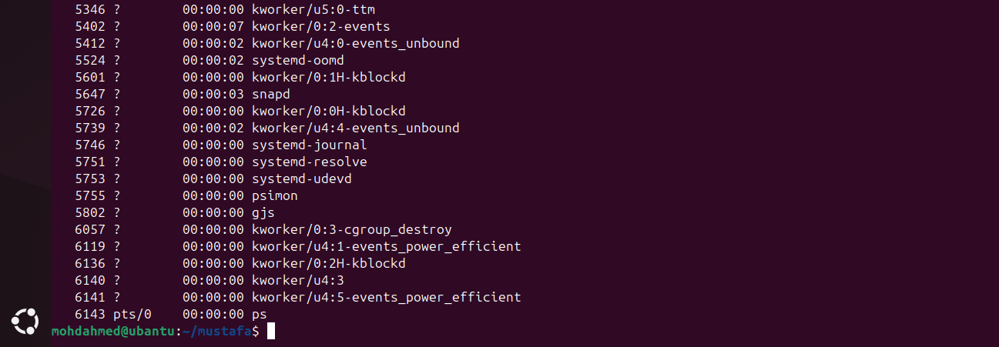 5346 ?        00:00:00 kworker/u5:0-ttm
5402 ?        00:00:07 kworker/0:2-events
5412 ?        00:00:02 kworker/u4:0-events_unbound
5524 ?        00:00:02 systemd-oomd
5601 ?        00:00:00 kworker/0:1H-kblockd
5647 ?        00:00:03 snapd
5726 ?        00:00:00 kworker/0:0H-kblockd
5739 ?        00:00:02 kworker/u4:4-events_unbound
5746 ?        00:00:00 systemd-journal
5751 ?        00:00:00 systemd-resolve
5753 ?        00:00:00 systemd-udevd
5755 ?        00:00:00 psimon
5802 ?        00:00:00 gjs
6057 ?        00:00:00 kworker/0:3-cgroup_destroy
6119 ?        00:00:00 kworker/u4:1-events_power_efficient
6136 ?        00:00:00 kworker/0:2H-kblockd
6140 ?        00:00:00 kworker/u4:3
6141 ?        00:00:00 kworker/u4:5-events_power_efficient
6143 pts/0    00:00:00 ps
mohdahmed@ubantu:~/mustafa$